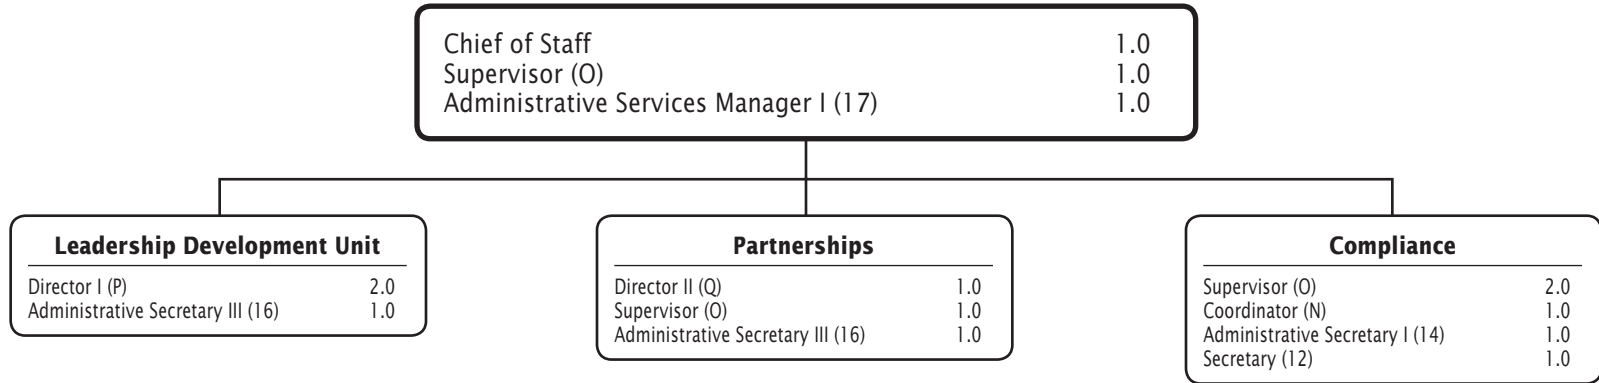 Chief of Staff 1.0
Supervisor (O) 1.0
Administrative Services Manager I (17) 1.0
Leadership Development Unit
Director I (P) 2.0
Administrative Secretary III (16) 1.0
Partnerships
Director II (Q) 1.0
Supervisor (O) 1.0
Administrative Secretary III (16) 1.0
Compliance
Supervisor (O) 2.0
Coordinator (N) 1.0
Administrative Secretary I (14) 1.0
Secretary (12) 1.0